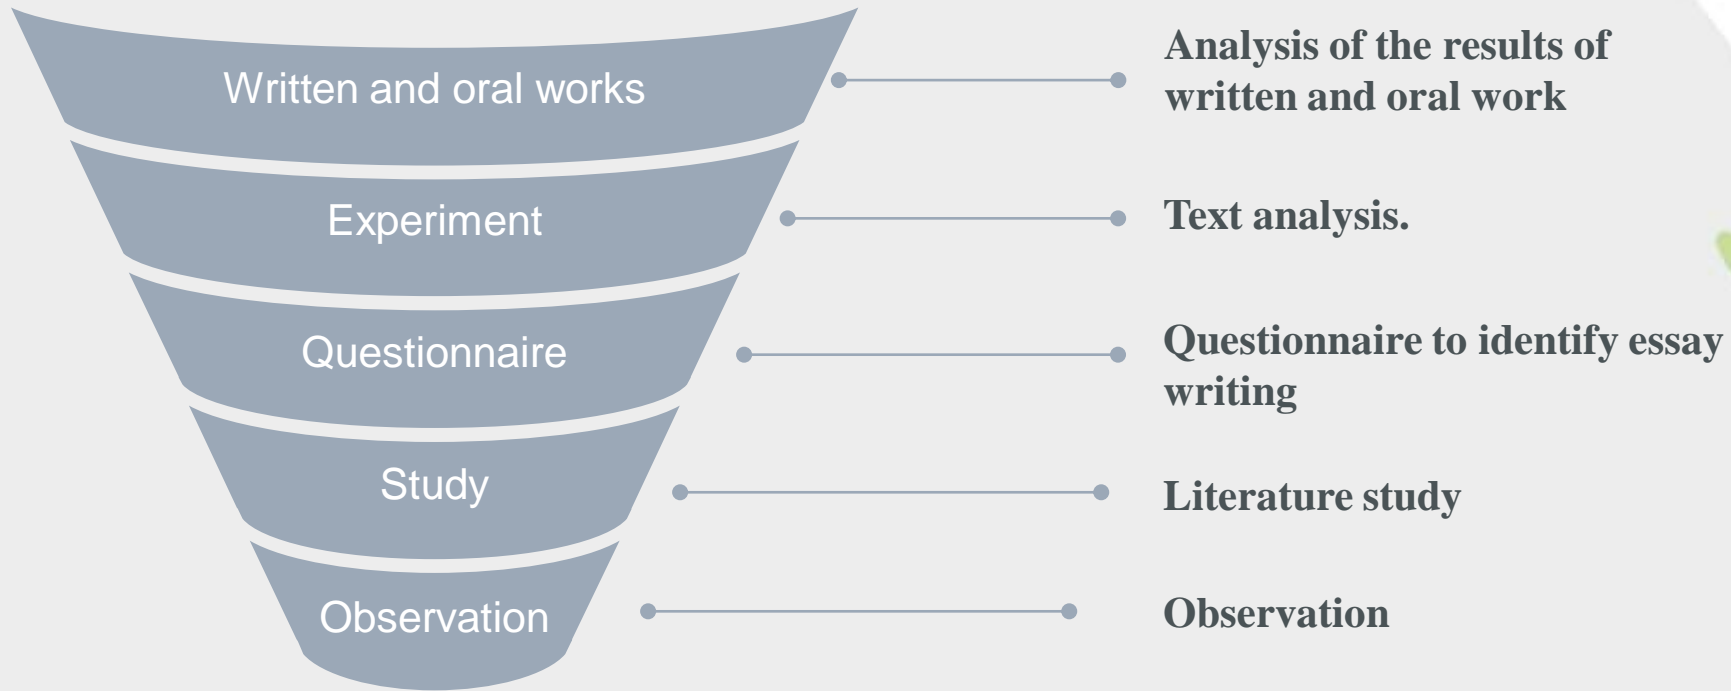 Written and oral works
Analysis of the results of
written and oral work
Experiment
Text analysis.
Questionnaire
Questionnaire to identify essay
writing
Study
Literature study
Observation
Observation